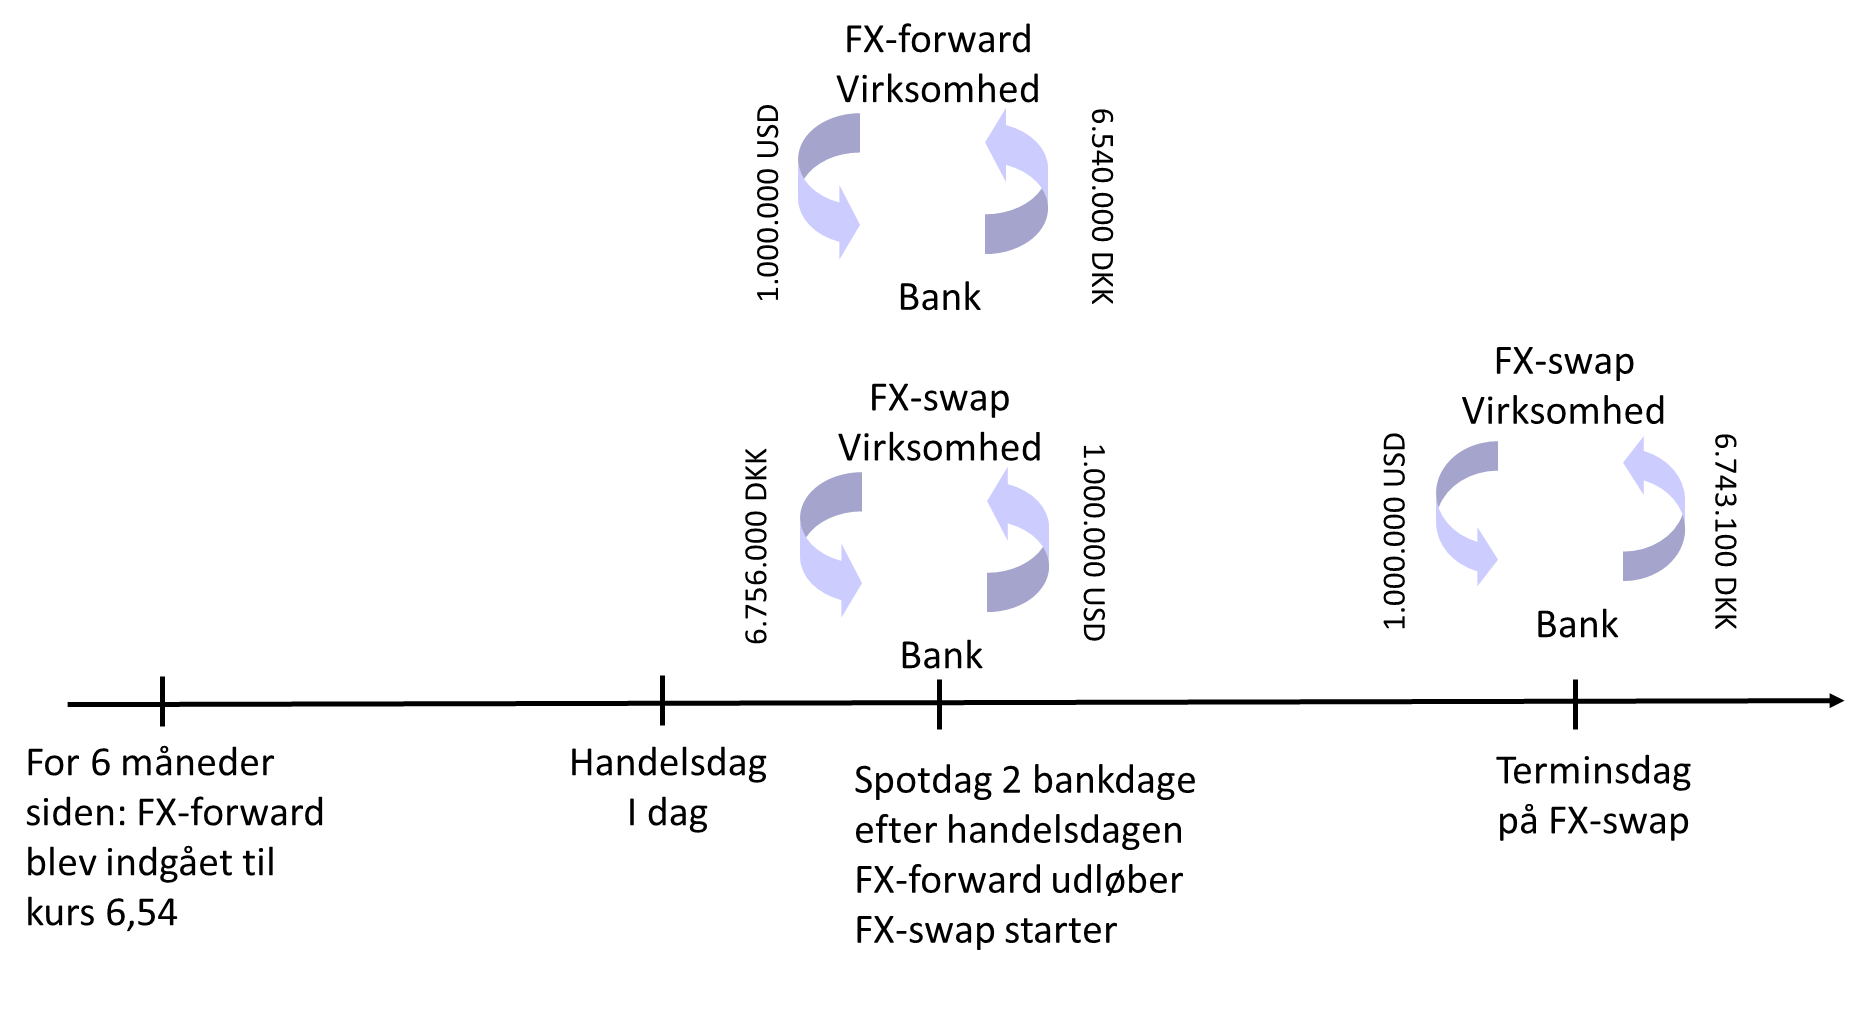 FX-forward
Virksomhed
1.000.000 USD
6.540.000 DKK
Bank
FX-swap
Virksomhed
6.756.000 DKK
1.000.000 USD
Bank
FX-swap
Virksomhed
1.000.000 USD
6.743.100 DKK
Bank
For 6 måneder
siden: FX-forward
blev indgået til
kurs 6,54
Handelsdag
I dag
Spotdag 2 bankdage
efter handelsdagen
FX-forward udløber
FX-swap starter
Terminsdag
på FX-swap